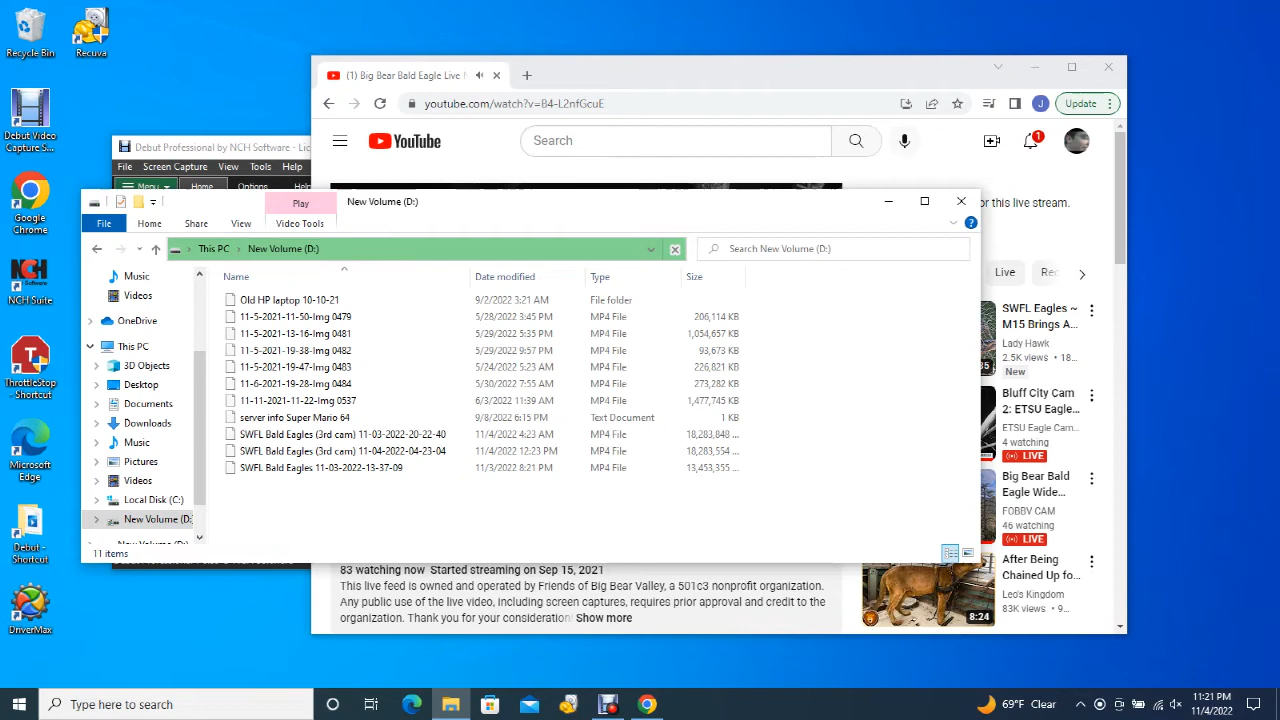 Recycle Bin
Recuva
Debut Video
Capture S...
Google
Chrome
NCH Suite
ThrottleStop
- Shortcut
Microsoft
Edge
Debut -
Shortcut
DriverMax
(1) Big Bear Bald Eagle Live N
youtube.com/watch?v=B4-L2nfGcuE
J
Update
YouTube
Search
1
Debut Professional by NCH Software - Lic
File Screen Capture View Tools Help
Menu Home Options
for this live stream.
Play
New Volume (D:)
File Home Share View Video Tools
This PC > New Volume (D:)
Search New Volume (D:)
Music
Videos
OneDrive
This PC
3D Objects
Desktop
Documents
Downloads
Music
Pictures
Videos
Local Disk (C:)
New Volume (D:
Name Date modified Type Size
Old HP laptop 10-10-21 9/2/2022 3:21 AM File folder
11-5-2021-11-50-Img 0479 5/28/2022 3:45 PM MP4 File 206,114 KB
11-5-2021-13-16-Img 0481 5/29/2022 5:35 PM MP4 File 1,054,657 KB
11-5-2021-19-38-Img 0482 5/29/2022 9:57 PM MP4 File 93,673 KB
11-5-2021-19-47-Img 0483 5/24/2022 5:23 AM MP4 File 226,821 KB
11-6-2021-19-28-Img 0484 5/30/2022 7:55 AM MP4 File 273,282 KB
11-11-2021-11-22-Img 0537 6/3/2022 11:39 AM MP4 File 1,477,745 KB
server info Super Mario 64 9/8/2022 6:15 PM Text Document 1 KB
SWFL Bald Eagles (3rd cam) 11-03-2022-20-22-40 11/4/2022 4:23 AM MP4 File 18,283,848 ...
SWFL Bald Eagles (3rd cam) 11-04-2022-04-23-04 11/4/2022 12:23 PM MP4 File 18,283,554 ...
SWFL Bald Eagles 11-03-2022-13-37-09 11/3/2022 8:21 PM MP4 File 13,453,355 ...
11 items
Live
Rec
SWFL Eagles ~
M15 Brings A...
Lady Hawk
2.5K views • 18...
New
Bluff City Cam
2: ETSU Eagle...
ETSU Eagle Cam...
4 watching
LIVE
Big Bear Bald
Eagle Wide...
FOBBV CAM
46 watching
LIVE
After Being
Chained Up fo...
Leo's Kingdom
83K views • 9...
8:24
83 watching now Started streaming on Sep 15, 2021
This live feed is owned and operated by Friends of Big Bear Valley, a 501c3 nonprofit organization.
Any public use of the live video, including screen captures, requires prior approval and credit to the
organization. Thank you for your consideration! Show more
Type here to search
69°F Clear
11:21 PM
11/4/2022